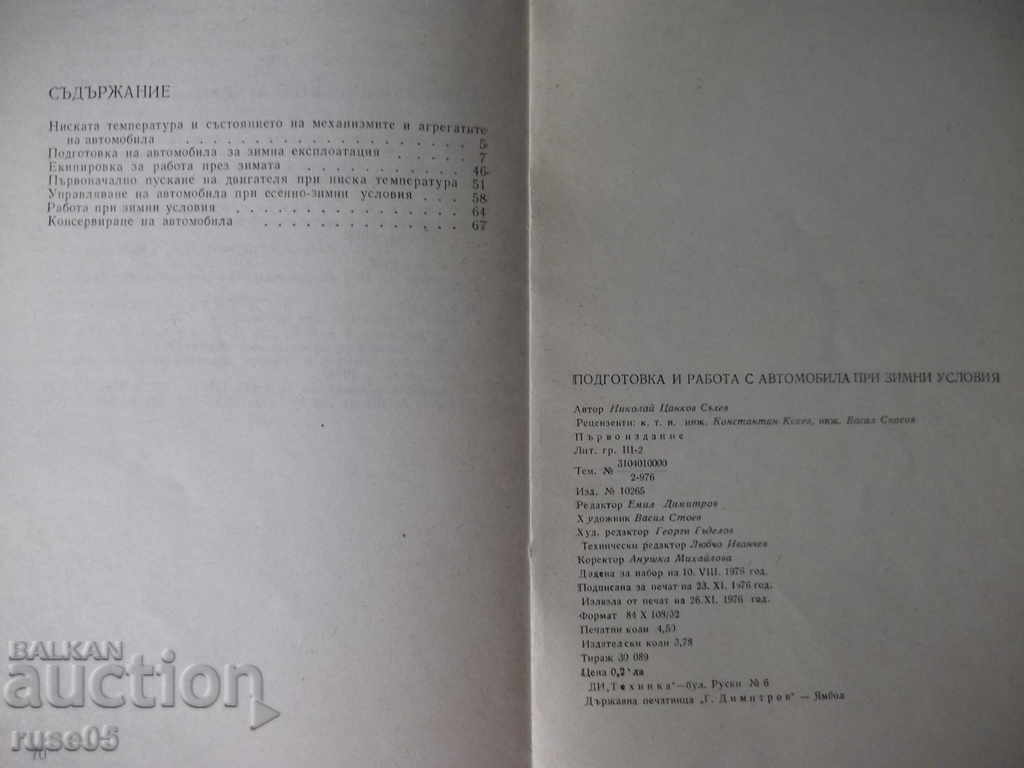 СЪДЪРЖАНИЕ
Ниската температура и състоянието на механизмите и агрегатите
на автомобила . . . . . . . . . . . . . . . . . . 5
Подготовка на автомобила за зимна експлоатация . . . . 7
Екипировка за работа през зимата . . . . . . . . . . 46
Първоначално пускане на двигателя при ниска температура 51
Управляване на автомобила при есенно-зимни условия . . . 58
Работа при зимни условия . . . . . . . . . . . . . 64
Консервиране на автомобила . . . . . . . . . . . . 67
70
ПОДГОТОВКА И РАБОТА С АВТОМОБИЛА ПРИ ЗИМНИ УСЛОВИЯ
Автор Николай Цанков
Рецензенти: к. т. н. инж. Константин инж. Васил Спасов
Първо издание
Лит. гр. III-2
Тем. № 3104010000
2-976
Изд. № 10265
Редактор Емил Димитров
Художник Васил Стоев
Худ. редактор Георги Гъделов
Технически редактор Любчо Иванчев
Коректор Анушка Михайлова
Дадена за набор на 10. VIII. 1976 год.
Подписана за печат на 23. XI. 1976 год.
Излязла от печат на 26. XI. 1976 год.
Формат 84 X 108/32
Печатни коли 4,50
Издателски коли 3,78
Тираж 30 089
Цена лв
ДИ „Техника“—бул. Руски № 6
Държавна печатница „Г. Димитров“ — Ямбол
BALKAN
auction
ruse05